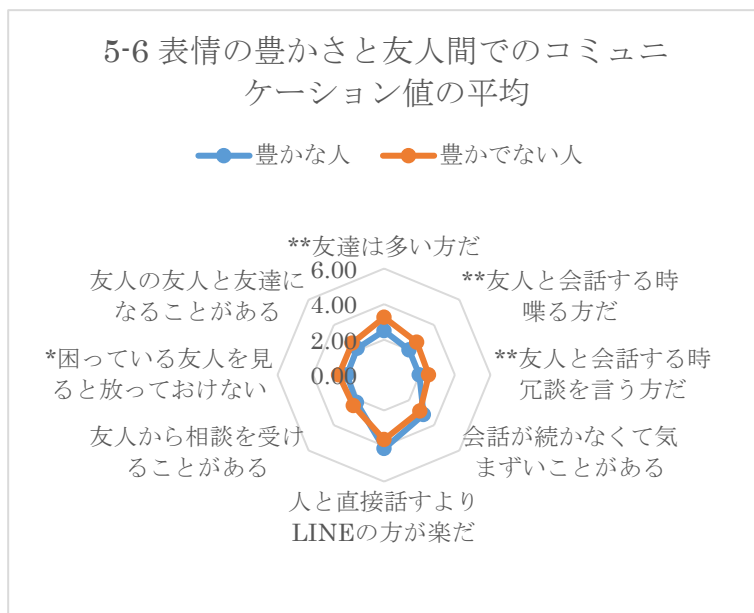 5-6 表情の豊かさと友人間でのコミュニ
ケーション値の平均
豊かな人
豊かでない人
**友達は多い方だ
**友人と会話する時
喋る方だ
**友人と会話する時
冗談を言う方だ
会話が続かなくて気
まずいことがある
人と直接話すより
LINEの方が楽だ
友人から相談を受け
ることがある
*困っている友人を見
ると放っておけない
友人の友人と友達に
なることがある
6.00
4.00
2.00
0.00